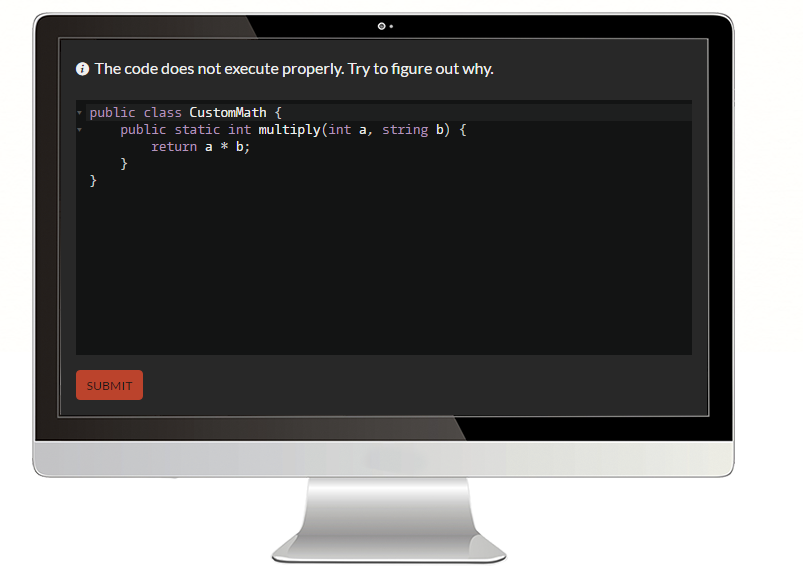 The code does not execute properly. Try to figure out why.
public class CustomMath {
    public static int multiply(int a, string b) {
        return a * b;
    }
}
SUBMIT